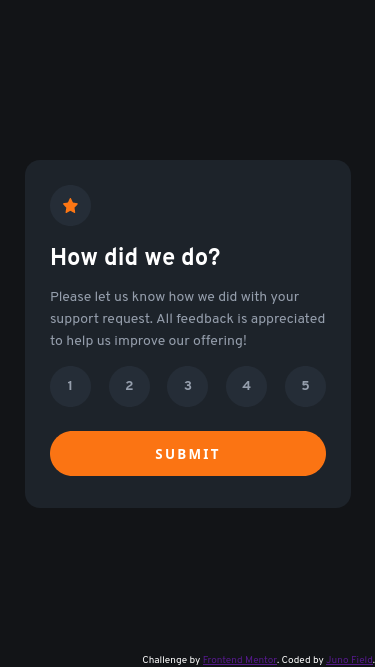 How did we do?
Please let us know how we did with your
support request. All feedback is appreciated
to help us improve our offering!
1 2 3 4 5
SUBMIT
Challenge by Frontend Mentor. Coded by Juno Field.